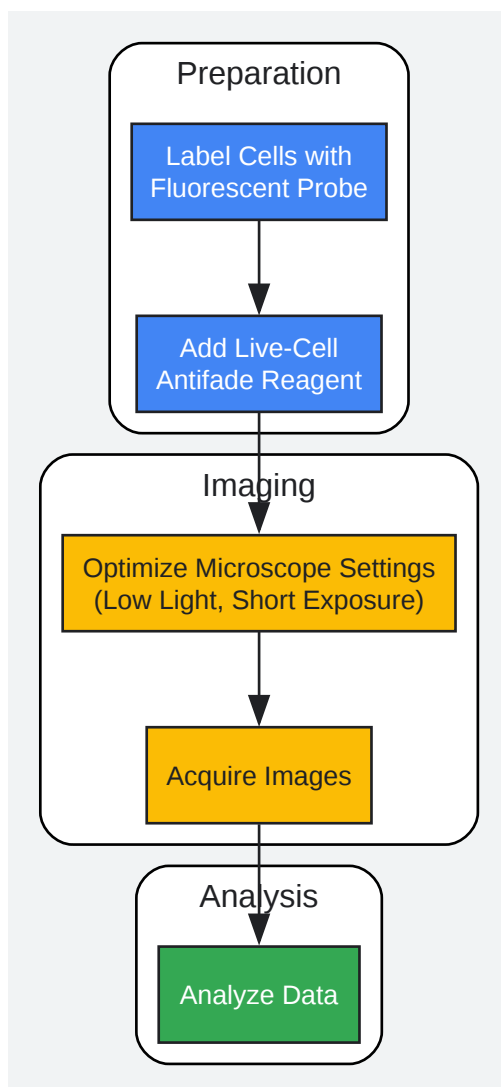 Preparation
Label Cells with
Fluorescent Probe
Add Live-Cell
Antifade Reagent
Imaging
Optimize Microscope Settings
(Low Light, Short Exposure)
Acquire Images
Analysis
Analyze Data